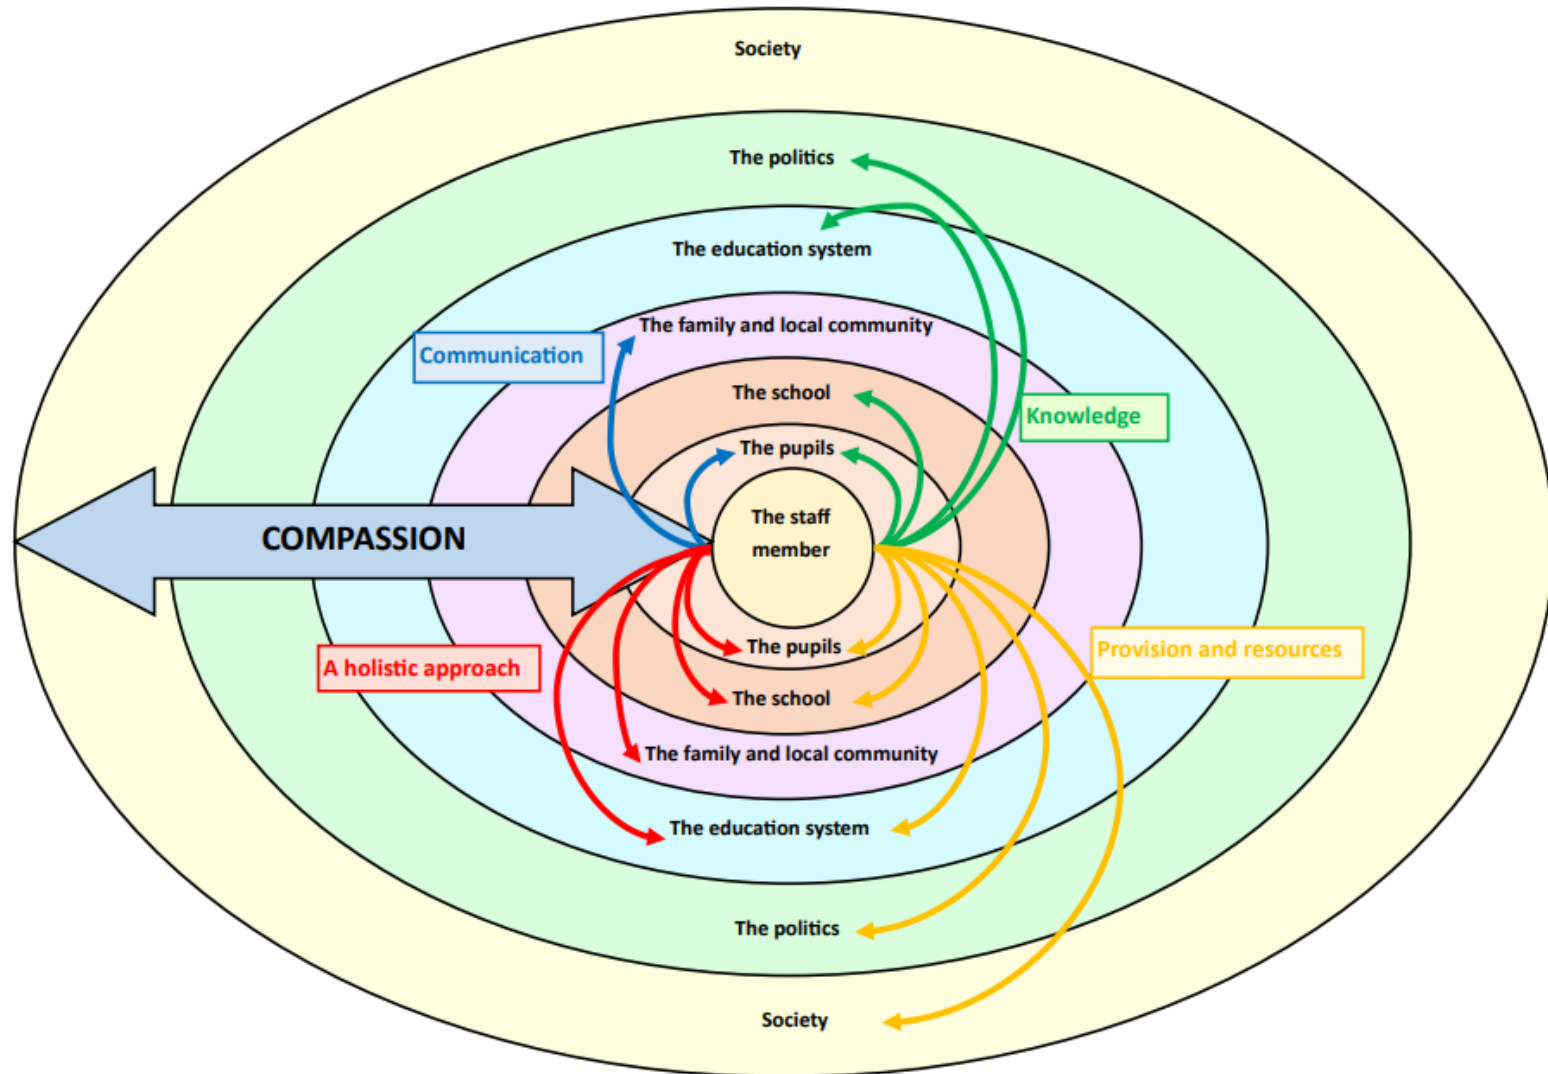 Society
The politics
The education system
The family and local community
Communication
The school
Knowledge
The pupils
The staff
member
COMPASSION
The pupils
Provision and resources
A holistic approach
The school
The family and local community
The education system
The politics
Society